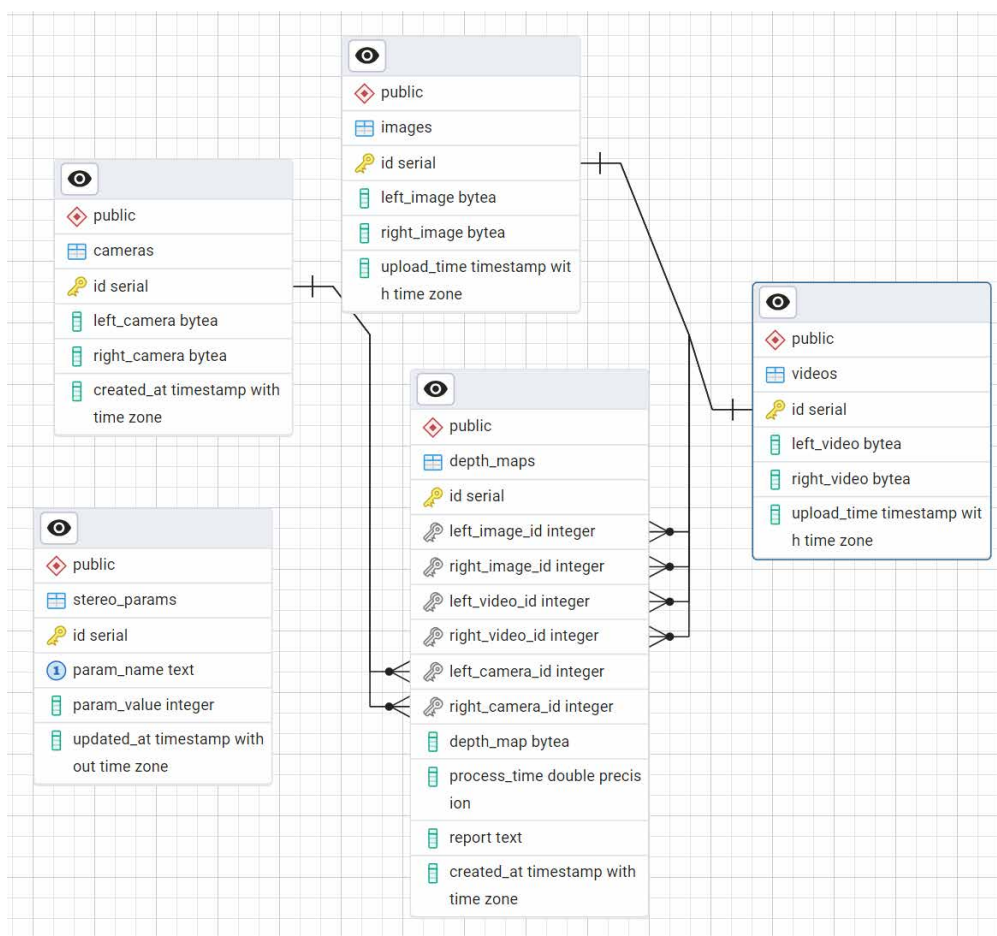 public
images
id serial
left_image bytea
right_image bytea
upload_time timestamp wit
h time zone
public
cameras
id serial
left_camera bytea
right_camera bytea
created_at timestamp with
time zone
public
videos
id serial
left_video bytea
right_video bytea
upload_time timestamp wit
h time zone
public
depth_maps
id serial
left_image_id integer
right_image_id integer
left_video_id integer
right_video_id integer
left_camera_id integer
right_camera_id integer
depth_map bytea
process_time double precis
ion
report text
created_at timestamp with
time zone
public
stereo_params
id serial
1 param_name text
param_value integer
updated_at timestamp with
out time zone